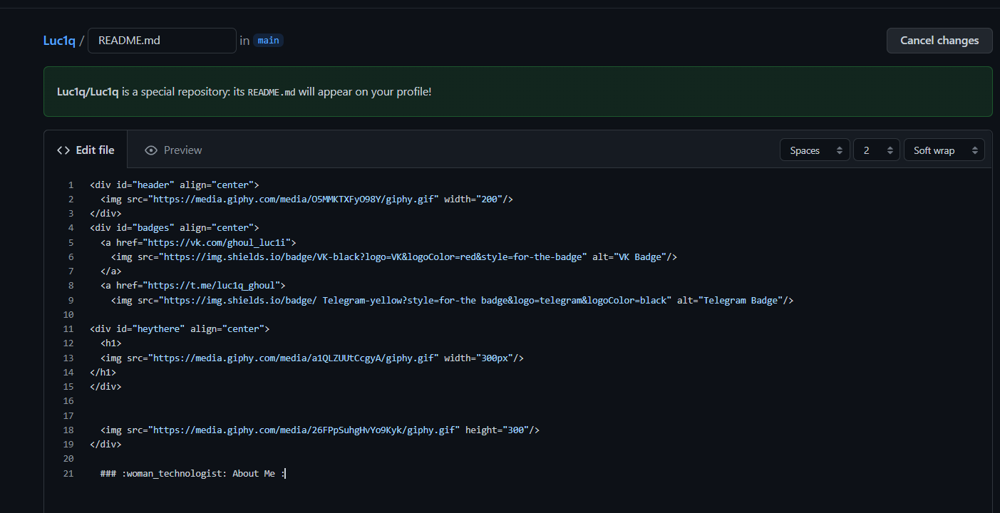 Luc1q / README.md in main Cancel changes
Luc1q/Luc1q is a special repository: its README.md will appear on your profile!
<> Edit file Preview Spaces 2 Soft wrap
1 <div id="header" align="center">
2 <img src="https://media.giphy.com/media/O5MMKTXFyO98Y/giphy.gif" width="200"/>
3 </div>
4 <div id="badges" align="center">
5 <a href="https://vk.com/ghoul_luc1i">
6 <img src="https://img.shields.io/badge/VK-black?logo=VK&logoColor=red&style=for-the-badge" alt="VK Badge"/>
7 </a>
8 <a href="https://t.me/luc1q_ghoul">
9 <img src="https://img.shields.io/badge/ Telegram-yellow?style=for-the badge&logo=telegram&logoColor=black" alt="Telegram Badge"/>
10
11 <div id="heythere" align="center">
12 <h1>
13 <img src="https://media.giphy.com/media/a1QLZUUtCcgyA/giphy.gif" width="300px"/>
14 </h1>
15 </div>
16
17
18 <img src="https://media.giphy.com/media/26FPpSuhgHvYo9Kyk/giphy.gif" height="300"/>
19 </div>
20
21 ### :woman_technologist: About Me :